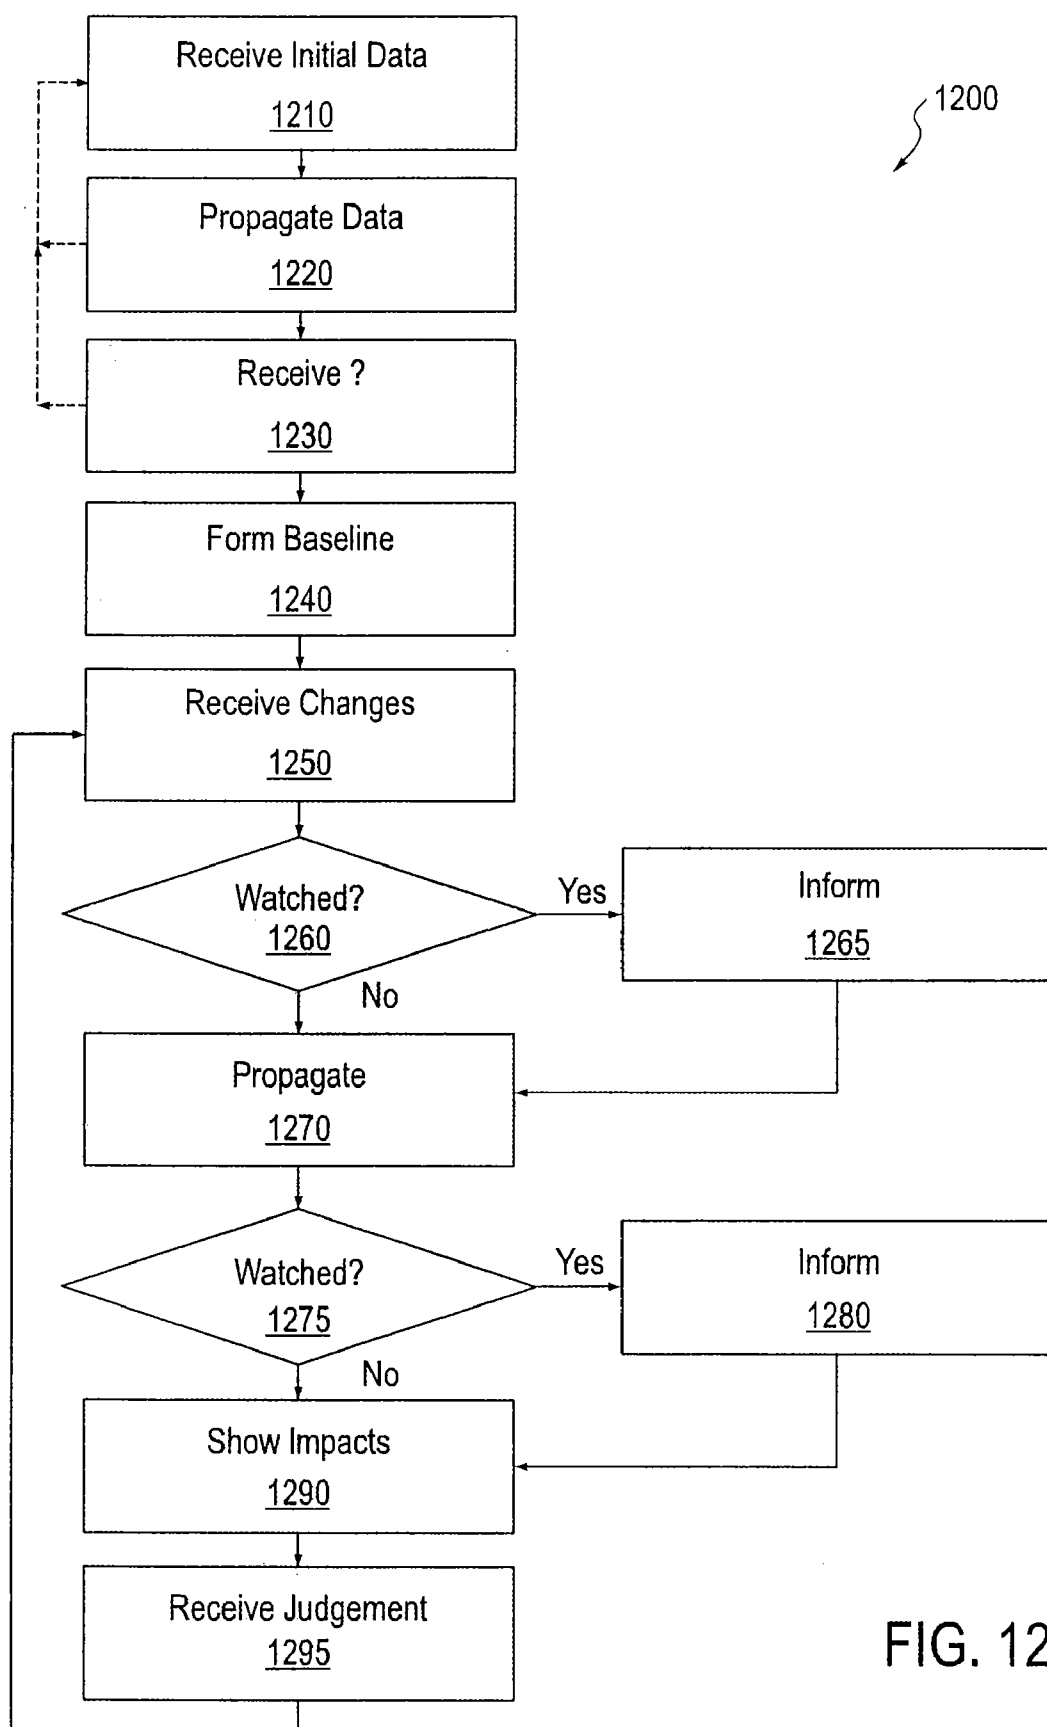 Receive Initial Data
1210
1200
Propagate Data
1220
Receive ?
1230
Form Baseline
1240
Receive Changes
1250
Watched?
1260
Yes
Inform
1265
No
Propagate
1270
Watched?
1275
Yes
Inform
1280
No
Show Impacts
1290
Receive Judgement
1295
FIG. 12